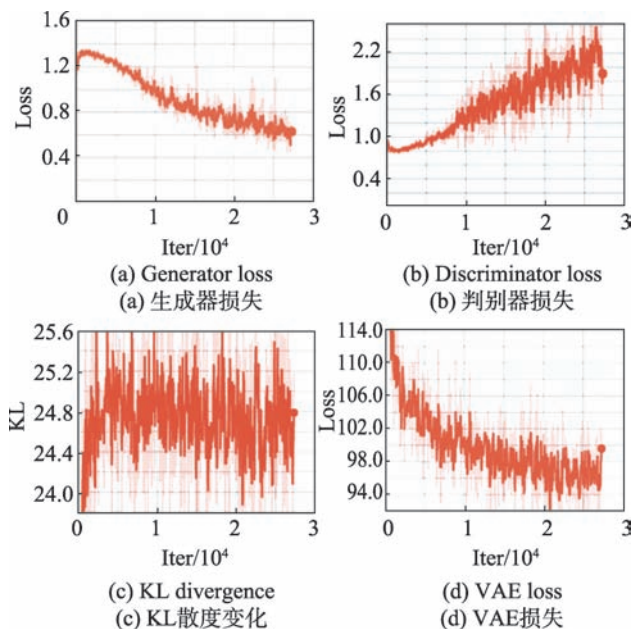 1.6
1.2
0.8
0.4
0
1
2
3
Loss
Iter/10⁴
(a) Generator loss
(a) 生成器损失
2.2
1.6
1.0
0.4
0
1
2
3
Loss
Iter/10⁴
(b) Discriminator loss
(b) 判别器损失
25.6
25.2
24.8
24.4
24.0
0
1
2
3
KL
Iter/10⁴
(c) KL divergence
(c) KL散度变化
114.0
110.0
106.0
102.0
98.0
94.0
0
1
2
3
Loss
Iter/10⁴
(d) VAE loss
(d) VAE损失